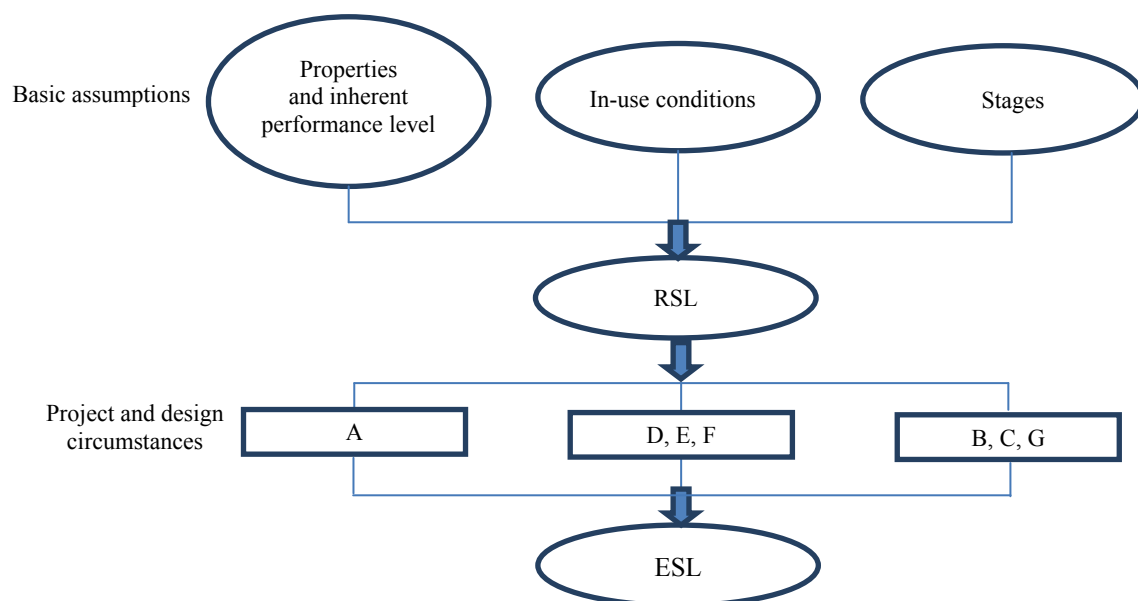 Basic assumptions
Properties
and inherent
performance level
In-use conditions
Stages
RSL
Project and design
circumstances
A
D, E, F
B, C, G
ESL